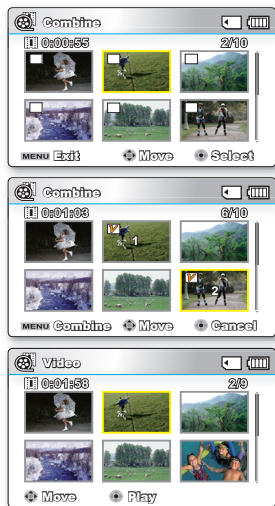 Combine
0:00:55 2/10
MENU Exit Move Select
Combine
0:01:03 6/10
1
2
MENU Combine Move Cancel
Video
0:01:58 2/9
Move Play